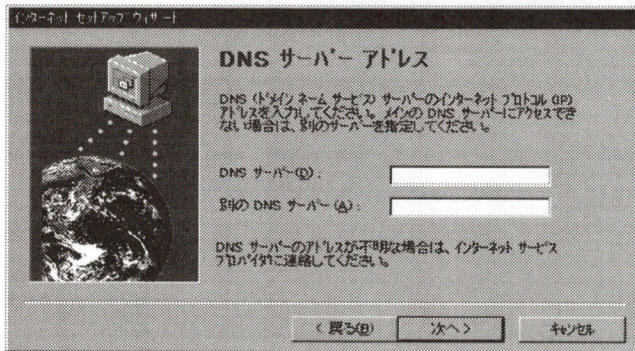 インターネット セットアップ ウィザード
DNS サーバー アドレス
DNS (ドメイン ネーム サービス) サーバーのインターネット プロトコル (IP)
アドレスを入力してください。メインの DNS サーバーにアクセスでき
ない場合は、別のサーバーを指定してください。
DNS サーバー(D):
別の DNS サーバー(A):
DNS サーバーのアドレスが不明な場合は、インターネット サービス
プロバイダに連絡してください。
< 戻る(B)
次へ >
キャンセル